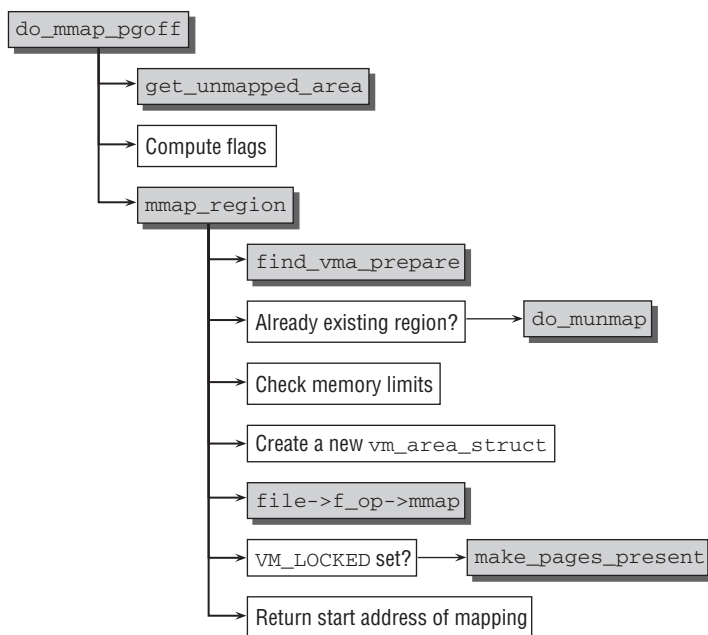 do_mmap_pgoff
get_unmapped_area
Compute flags
mmap_region
find_vma_prepare
Already existing region?
do_munmap
Check memory limits
Create a new vm_area_struct
file->f_op->mmap
VM_LOCKED set?
make_pages_present
Return start address of mapping